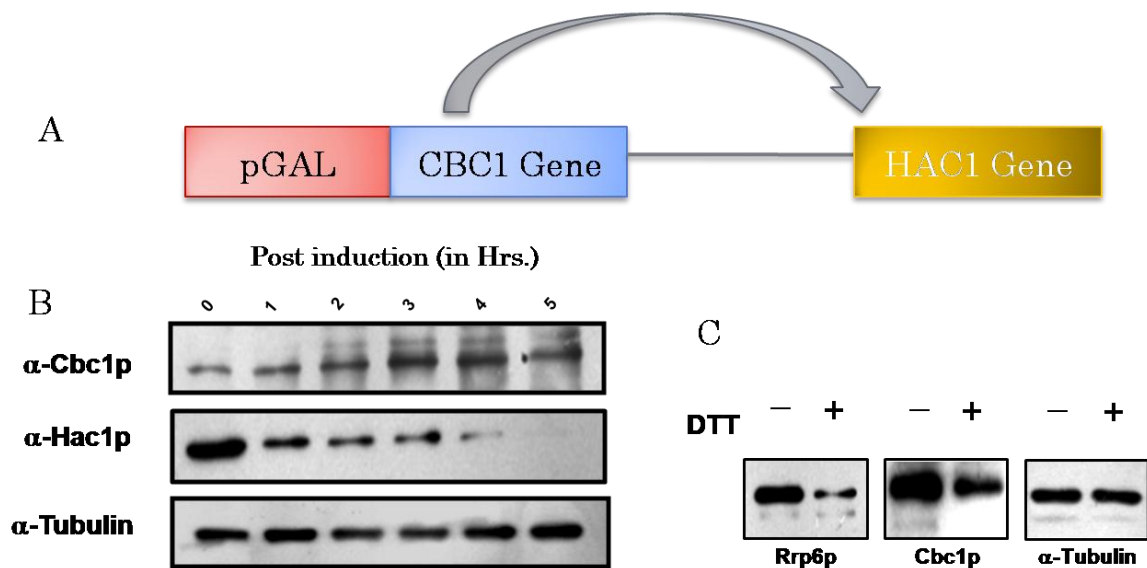 A
pGAL
CBC1 Gene
HAC1 Gene
Post induction (in Hrs.)
B
0 1 2 3 4 5
α-Cbc1p
α-Hac1p
α-Tubulin
C
DTT – + – + – +
Rrp6p Cbc1p α-Tubulin